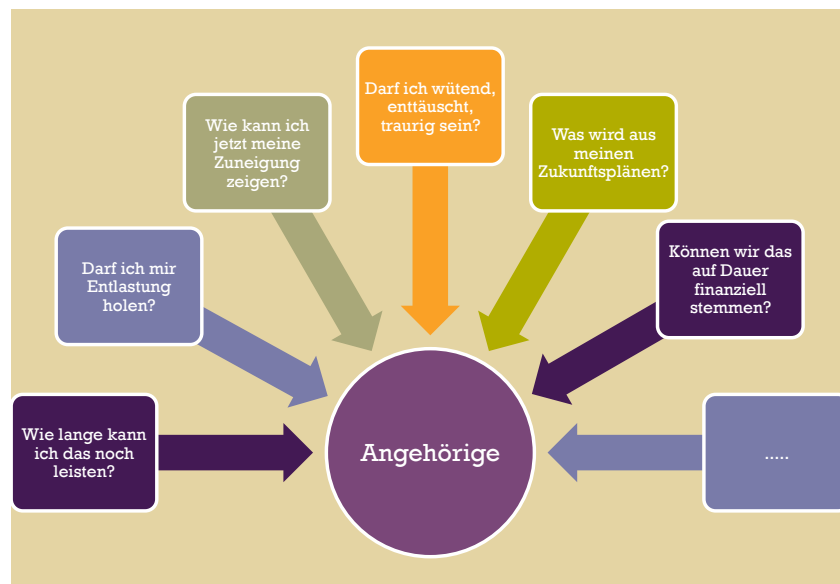 Wie lange kann
ich das noch
leisten?
Darf ich mir
Entlastung
holen?
Wie kann ich
jetzt meine
Zuneigung
zeigen?
Darf ich wütend,
enttäuscht,
traurig sein?
Was wird aus
meinen
Zukunftsplänen?
Können wir das
auf Dauer
finanziell
stemmen?
.....
Angehörige